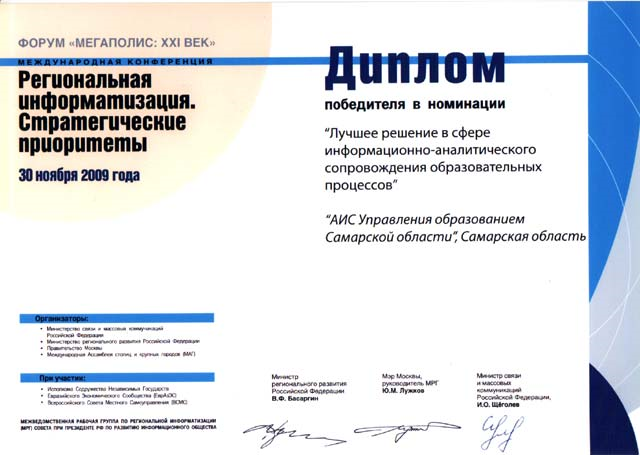 ФОРУМ «МЕГАПОЛИС: XXI ВЕК»
МЕЖДУНАРОДНАЯ КОНФЕРЕНЦИЯ
Региональная
информатизация.
Стратегические
приоритеты
30 ноября 2009 года
Диплом
победителя в номинации
“Лучшее решение в сфере
информационно-аналитического
сопровождения образовательных
процессов”
“АИС Управления образованием
Самарской области”, Самарская область
Организаторы:
• Министерство связи и массовых коммуникаций
Российской Федерации
• Министерство регионального развития Российской Федерации
• Правительство Москвы
• Международная Ассамблея столиц и крупных городов (МАГ)
При участии:
• Исполкома Содружества Независимых Государств
• Евразийского Экономического Сообщества (ЕврАзЭС)
• Всероссийского Совета Местного Самоуправления (ВСМС)
МЕЖВЕДОМСТВЕННАЯ РАБОЧАЯ ГРУППА ПО РЕГИОНАЛЬНОЙ ИНФОРМАТИЗАЦИИ
(МРГ) СОВЕТА ПРИ ПРЕЗИДЕНТЕ РФ ПО РАЗВИТИЮ ИНФОРМАЦИОННОГО ОБЩЕСТВА
Министр
регионального развития
Российской Федерации
В.Ф. Басаргин
Мэр Москвы,
руководитель МРГ
Ю.М. Лужков
Министр связи
и массовых
коммуникаций
Российской Федерации,
И.О. Щёголев